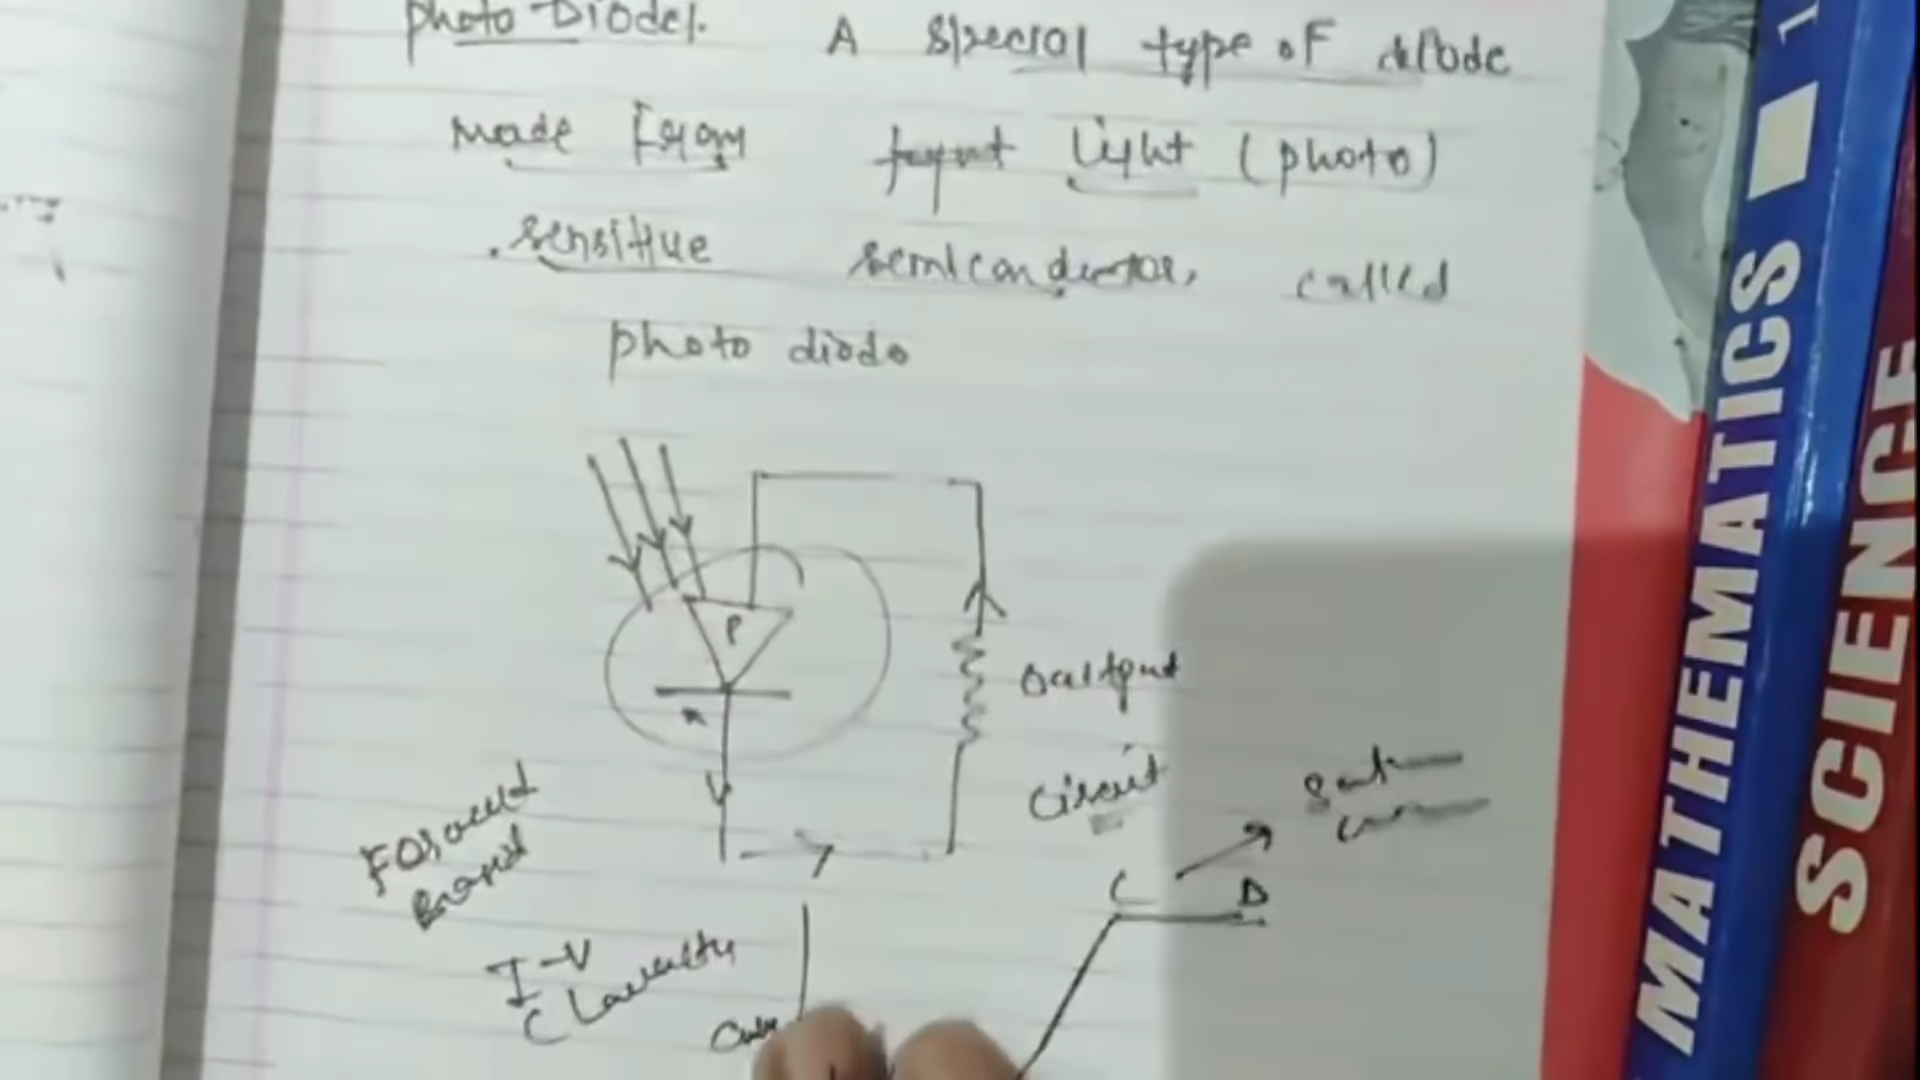 Photo Diode.
A special type of diode
made from light (photo)
sensitive semiconductor, called
photo diode
P
n
Output
Circuit
Forward
I-V
C
D
MATHEMATICS
SCIENCE